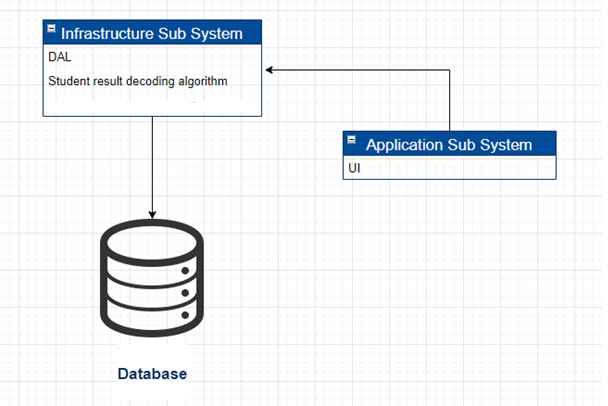 Infrastructure Sub System
DAL
Student result decoding algorithm
Application Sub System
UI
Database